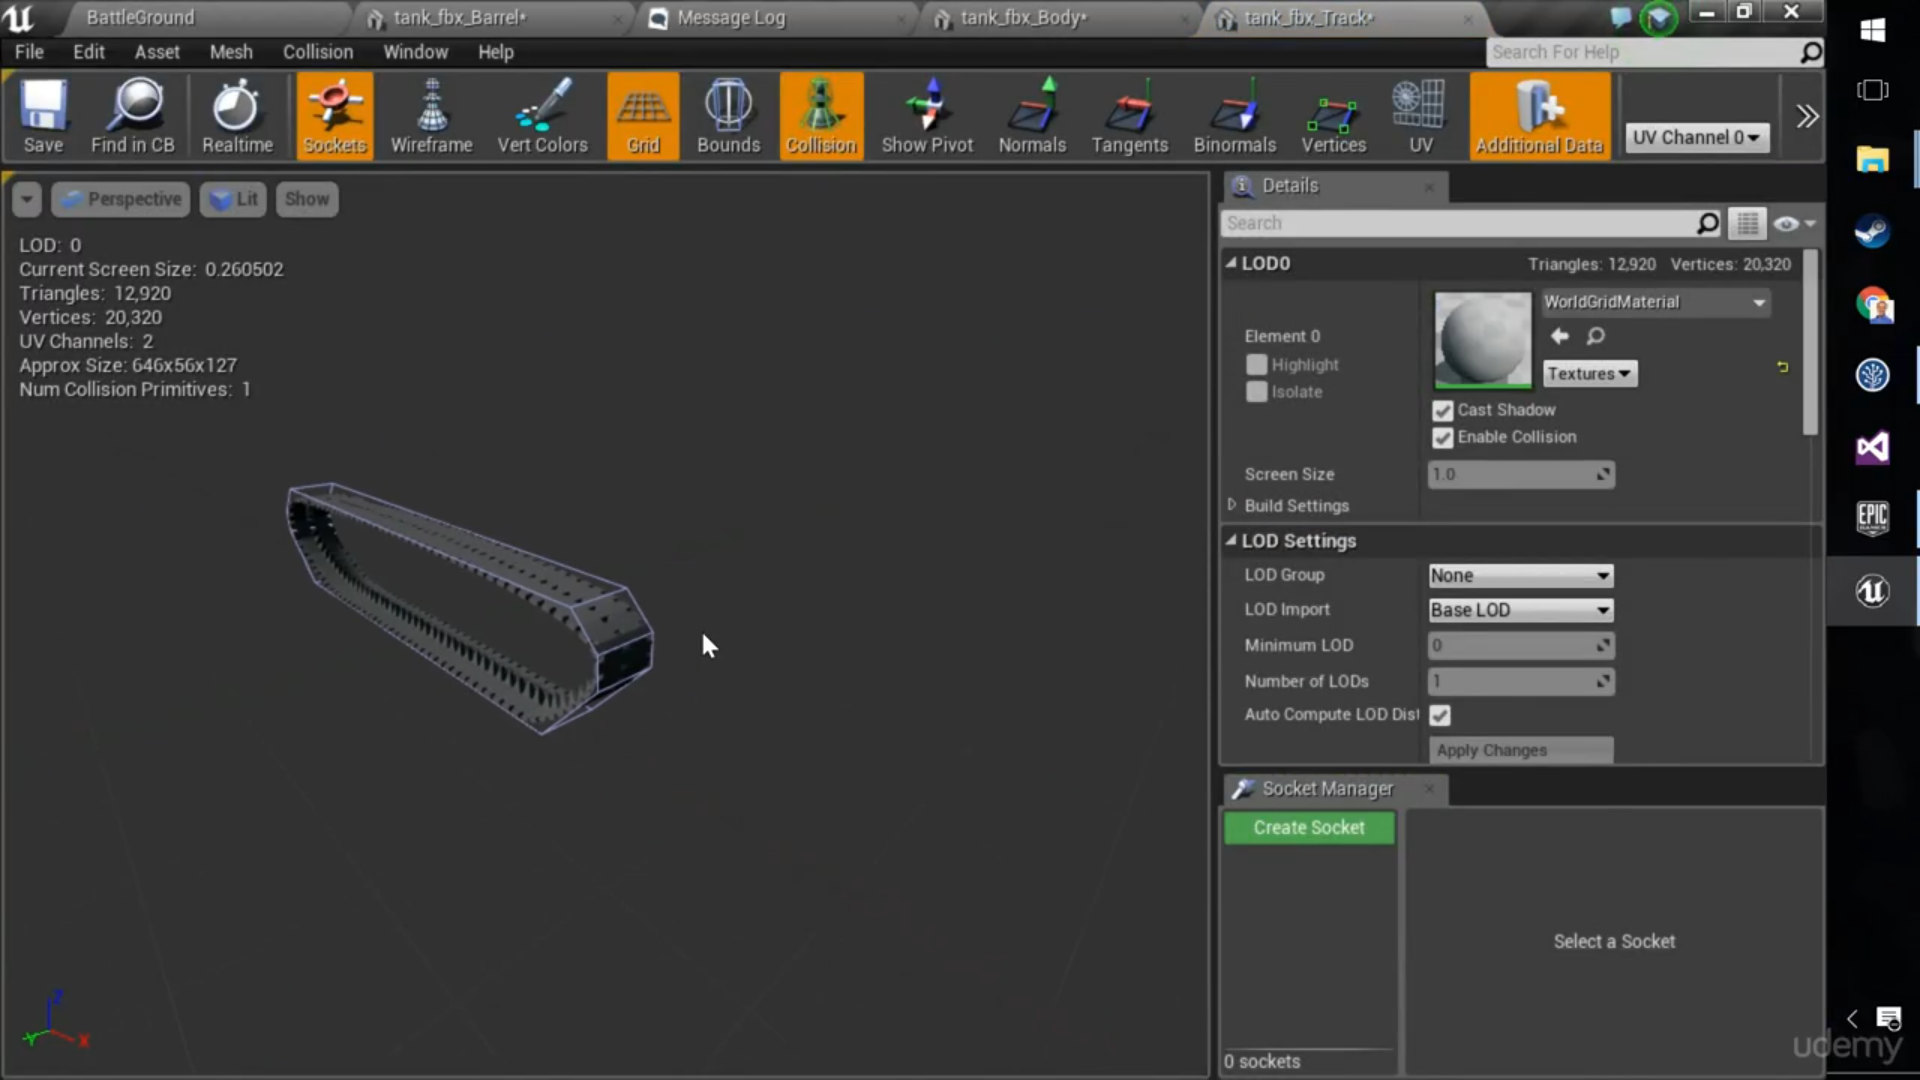 BattleGround
tank_fbx_Barrel*
Message Log
tank_fbx_Body*
tank_fbx_Track*
File Edit Asset Mesh Collision Window Help
Search For Help
Save
Find in CB
Realtime
Sockets
Wireframe
Vert Colors
Grid
Bounds
Collision
Show Pivot
Normals
Tangents
Binormals
Vertices
UV
Additional Data
UV Channel 0
Perspective
Lit
Show
LOD: 0
Current Screen Size: 0.260502
Triangles: 12,920
Vertices: 20,320
UV Channels: 2
Approx Size: 646x56x127
Num Collision Primitives: 1
Z
Y
X
Details
Search
LOD0
Triangles: 12,920 Vertices: 20,320
Element 0
Highlight
Isolate
WorldGridMaterial
Textures
Cast Shadow
Enable Collision
Screen Size
1.0
Build Settings
LOD Settings
LOD Group
None
LOD Import
Base LOD
Minimum LOD
0
Number of LODs
1
Auto Compute LOD Dist
Apply Changes
Socket Manager
Create Socket
Select a Socket
0 sockets
EPIC
udemy